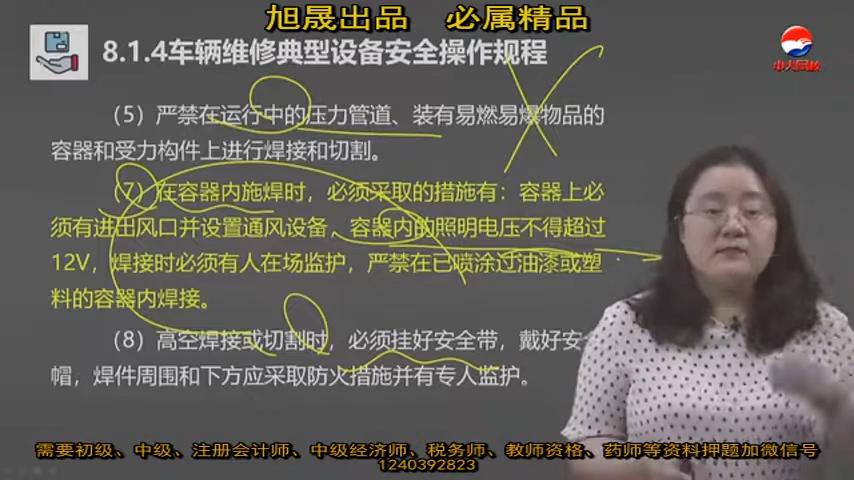 旭晟出品 必属精品
8.1.4车辆维修典型设备安全操作规程
中大网校
（5）严禁在运行中的压力管道、装有易燃易爆物品的
容器和受力构件上进行焊接和切割。
（7）在容器内施焊时，必须采取的措施有：容器上必
须有进出风口并设置通风设备，容器内的照明电压不得超过
12V，焊接时必须有人在场监护，严禁在已喷涂过油漆或塑
料的容器内焊接。
（8）高空焊接或切割时，必须挂好安全带，戴好安全
帽，焊件周围和下方应采取防火措施并有专人监护。
需要初级、中级、注册会计师、中级经济师、税务师、教师资格、药师等资料押题加微信号
1240392823